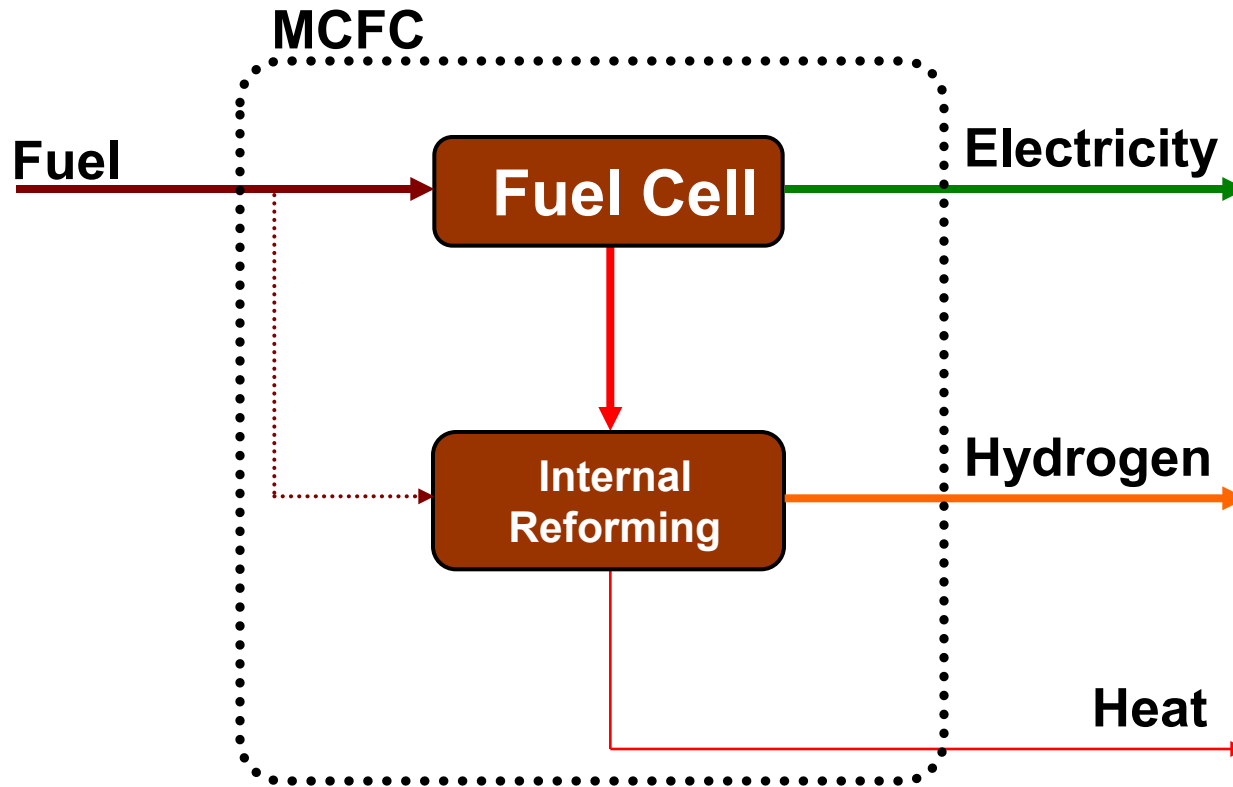 MCFC
Fuel
Fuel Cell
Electricity
Internal
Reforming
Hydrogen
Heat